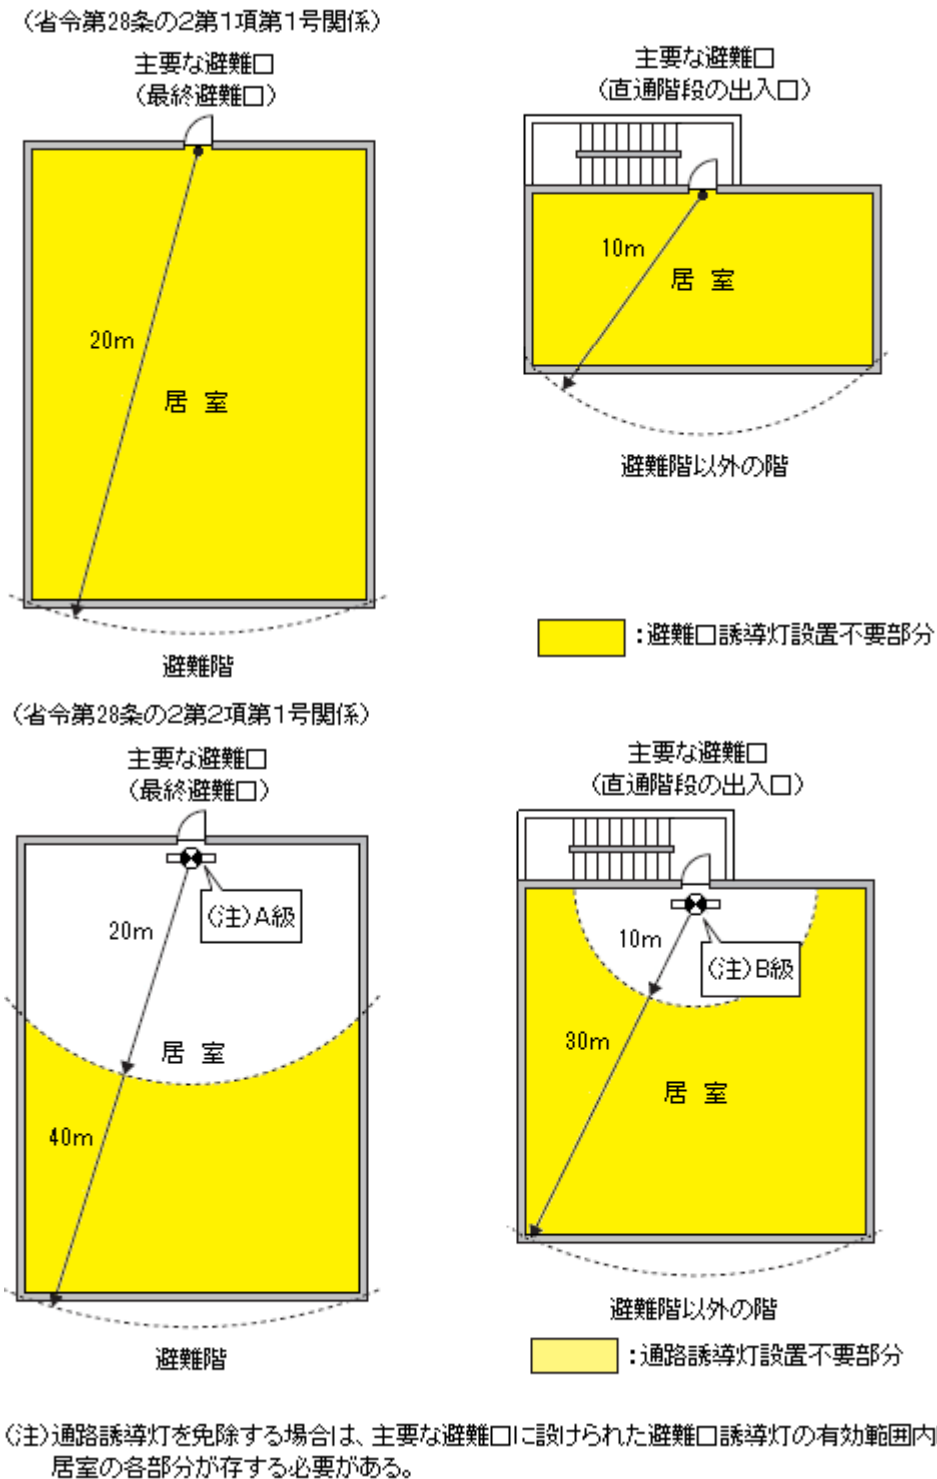 （省令第28条の２第１項第１号関係）
主要な避難口
（最終避難口）
20m
居 室
避難階
主要な避難口
（直通階段の出入口）
10m
居 室
避難階以外の階
：避難口誘導灯設置不要部分
（省令第28条の２第２項第１号関係）
主要な避難口
（最終避難口）
（注）A級
20m
居 室
40m
避難階
主要な避難口
（直通階段の出入口）
10m
（注）B級
30m
居 室
避難階以外の階
：通路誘導灯設置不要部分
（注）通路誘導灯を免除する場合は、主要な避難口に設けられた避難口誘導灯の有効範囲内
居室の各部分が存する必要がある。